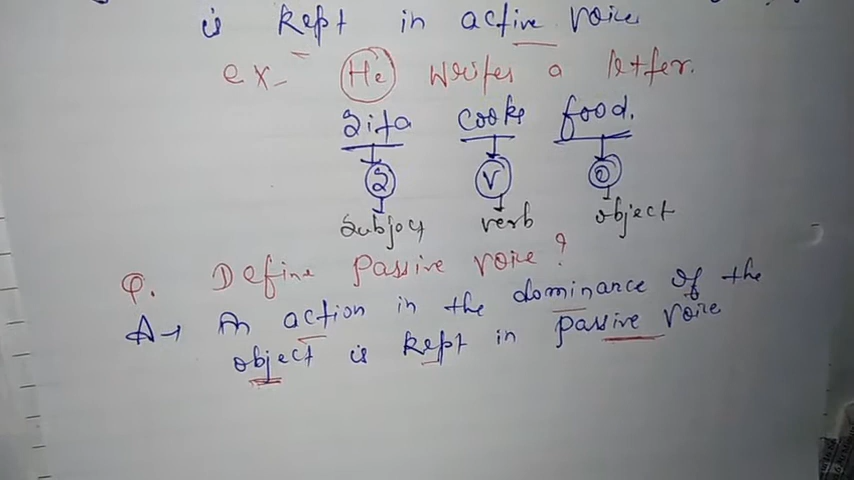 is kept in active voice
ex- He writes a letter.
Sita cooks food.
S V O
Subject verb object
Q. Define Passive voice?
A→ An action in the dominance of the
object is kept in passive voice